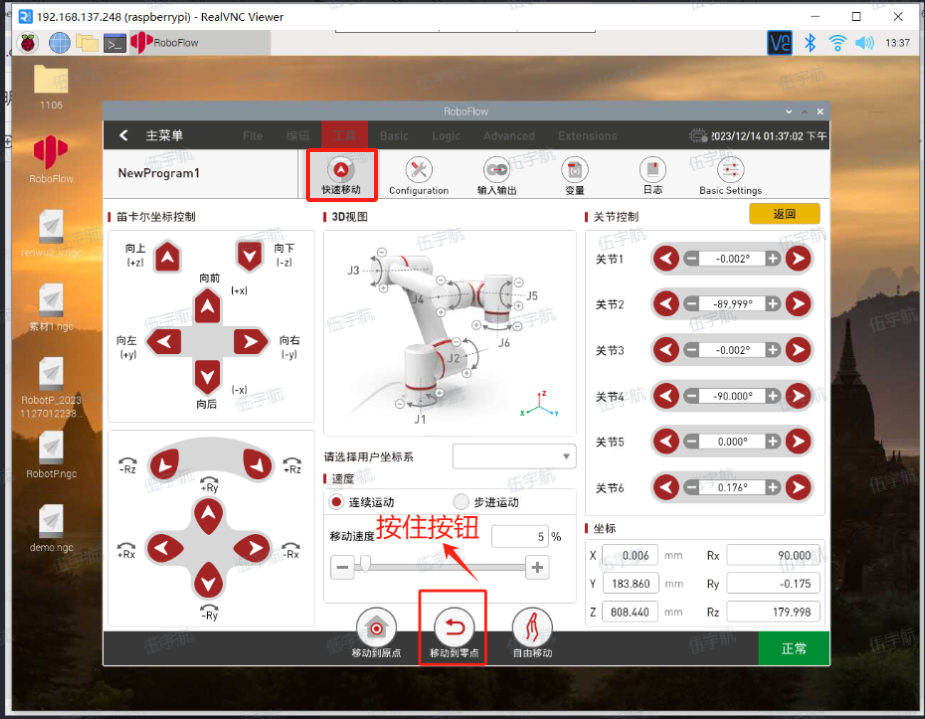 192.168.137.248 (raspberrypi) - RealVNC Viewer
RoboFlow
13:37
1106
RoboFlow
素材1.ngc
RobotP_2023
1127012238...
RobotP.ngc
demo.ngc
RoboFlow
主菜单
File 编辑 工具 Basic Logic Advanced Extensions
2023/12/14 01:37:02 下午
NewProgram1
快速移动
Configuration
输入输出
变量
日志
Basic Settings
笛卡尔坐标控制
向上
(+z)
向下
(-z)
向前
(+x)
向左
(+y)
向右
(-y)
(-x)
向后
-Rz
+Rz
+Ry
+Rx
-Rx
-Ry
3D视图
J3
J4
J5
J6
J2
J1
Z
X
Y
请选择用户坐标系
速度
连续运动
步进运动
按住按钮
移动速度
5 %
移动到原点
移动到零点
自由移动
关节控制
返回
关节1 -0.002°
关节2 -89.999°
关节3 -0.002°
关节4 -90.000°
关节5 0.000°
关节6 0.176°
坐标
X 0.006 mm Rx 90.000
Y 183.860 mm Ry -0.175
Z 808.440 mm Rz 179.998
正常
伍宇航